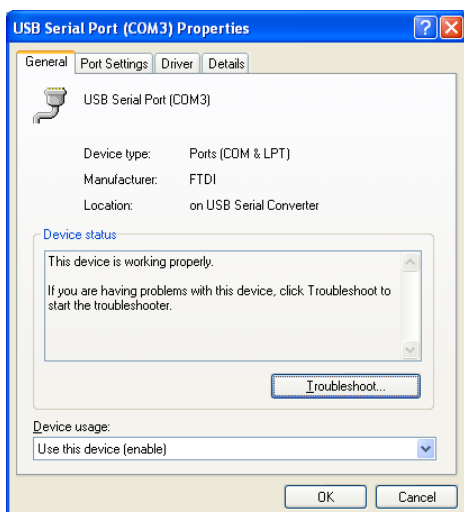 USB Serial Port (COM3) Properties
General Port Settings Driver Details
USB Serial Port (COM3)
Device type: Ports (COM & LPT)
Manufacturer: FTDI
Location: on USB Serial Converter
Device status
This device is working properly.
If you are having problems with this device, click Troubleshoot to
start the troubleshooter.
Troubleshoot...
Device usage:
Use this device (enable)
OK Cancel